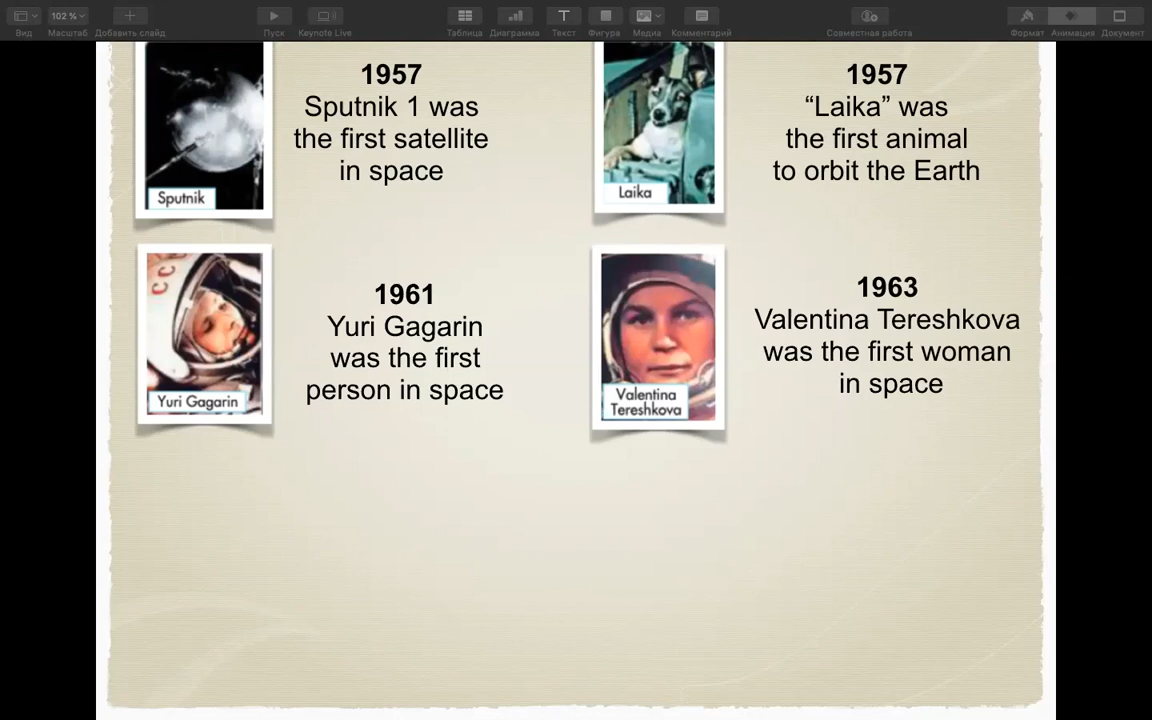 102 %
Вид
Масштаб
Добавить слайд
Пуск
Keynote Live
Таблица
Диаграмма
Текст
Фигура
Медиа
Комментарий
Совместная работа
Формат
Анимация
Документ
Sputnik
1957
Sputnik 1 was
the first satellite
in space
Laika
1957
“Laika” was
the first animal
to orbit the Earth
CCC
Yuri Gagarin
1961
Yuri Gagarin
was the first
person in space
Valentina
Tereshkova
1963
Valentina Tereshkova
was the first woman
in space